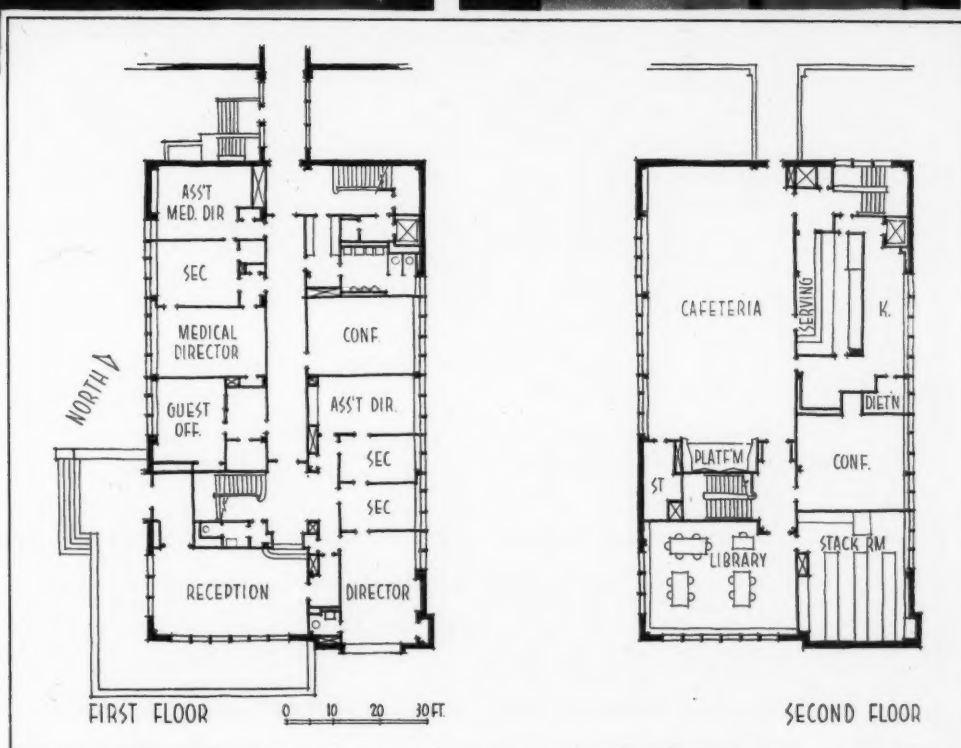 ASS'T
MED. DIR
SEC
MEDICAL
DIRECTOR
GUEST
OFF.
NORTH
CONF.
ASS'T DIR.
SEC
SEC
RECEPTION
DIRECTOR
FIRST FLOOR
0 10 20 30 FT.
CAFETERIA
SERVING
K.
DIET'N
PLATF'M
CONF.
ST
LIBRARY
STACK RM
SECOND FLOOR